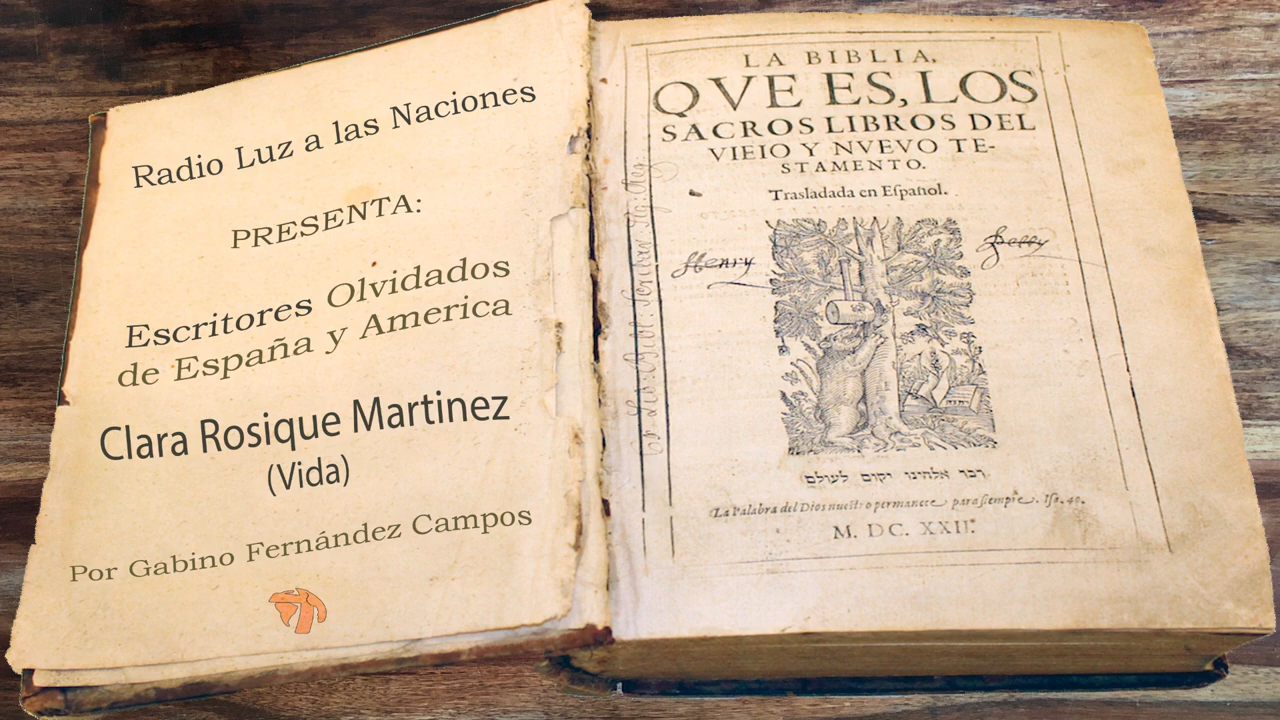 Radio Luz a las Naciones
PRESENTA:
Escritores Olvidados
de España y America
Clara Rosique Martinez
(Vida)
Por Gabino Fernández Campos
LA BIBLIA,
QVE ES, LOS
SACROS LIBROS DEL
VIEIO Y NVEVO TE-
STAMENTO.
Trasladada en Español.
Henry
דבר אלהינו יקום לעולם
La Palabra del Dios nuestro permanece para siempre. Isa. 40.
M. DC. XXII.